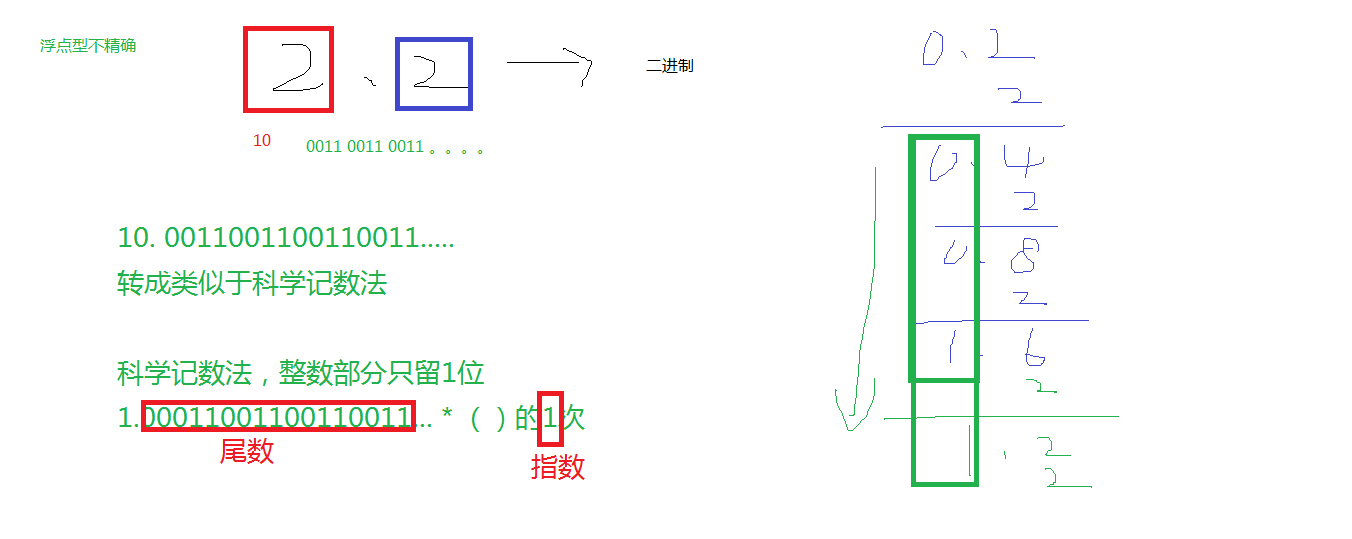 浮点型不精确
2、2
二进制
10 0011 0011 0011 。。。。
10. 0011001100110011.....
转成类似于科学记数法
科学记数法，整数部分只留1位
1.00011001100110011... * （ ）的1次
尾数
指数
0、2
2
0.4
2
0.8
2
1.6
2
1.2
2